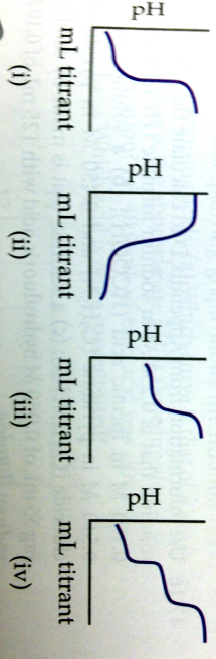 pH
mL titrant
(i)
pH
mL titrant
(ii)
pH
mL titrant
(iii)
pH
mL titrant
(iv)